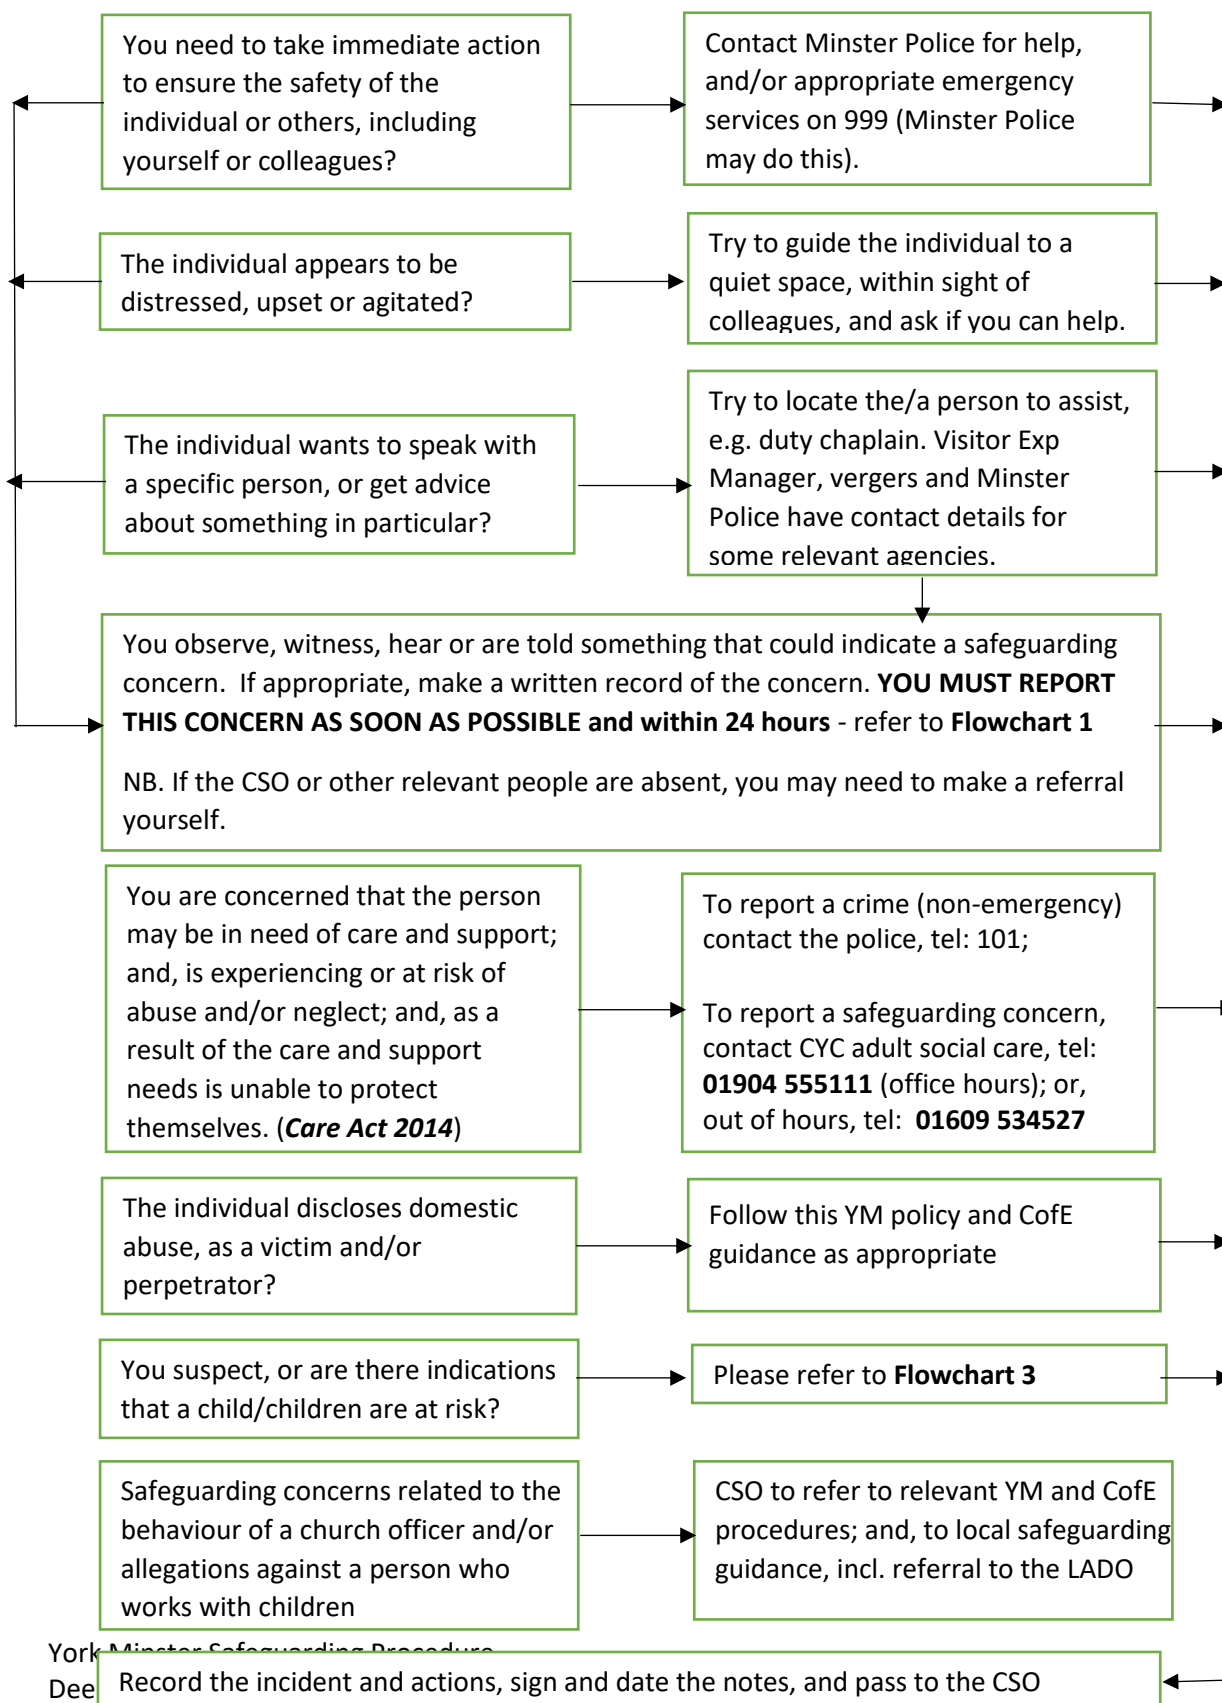 You need to take immediate action
to ensure the safety of the
individual or others, including
yourself or colleagues?
Contact Minster Police for help,
and/or appropriate emergency
services on 999 (Minster Police
may do this).
The individual appears to be
distressed, upset or agitated?
Try to guide the individual to a
quiet space, within sight of
colleagues, and ask if you can help.
The individual wants to speak with
a specific person, or get advice
about something in particular?
Try to locate the/a person to assist,
e.g. duty chaplain. Visitor Exp
Manager, vergers and Minster
Police have contact details for
some relevant agencies.
You observe, witness, hear or are told something that could indicate a safeguarding
concern.  If appropriate, make a written record of the concern. YOU MUST REPORT
THIS CONCERN AS SOON AS POSSIBLE and within 24 hours - refer to Flowchart 1
NB. If the CSO or other relevant people are absent, you may need to make a referral
yourself.
You are concerned that the person
may be in need of care and support;
and, is experiencing or at risk of
abuse and/or neglect; and, as a
result of the care and support
needs is unable to protect
themselves. (Care Act 2014)
To report a crime (non-emergency)
contact the police, tel: 101;
To report a safeguarding concern,
contact CYC adult social care, tel:
01904 555111 (office hours); or,
out of hours, tel:  01609 534527
The individual discloses domestic
abuse, as a victim and/or
perpetrator?
Follow this YM policy and CofE
guidance as appropriate
You suspect, or are there indications
that a child/children are at risk?
Please refer to Flowchart 3
Safeguarding concerns related to the
behaviour of a church officer and/or
allegations against a person who
works with children
CSO to refer to relevant YM and CofE
procedures; and, to local safeguarding
guidance, incl. referral to the LADO
York Minster Safeguarding Procedure
Dee
Record the incident and actions, sign and date the notes, and pass to the CSO